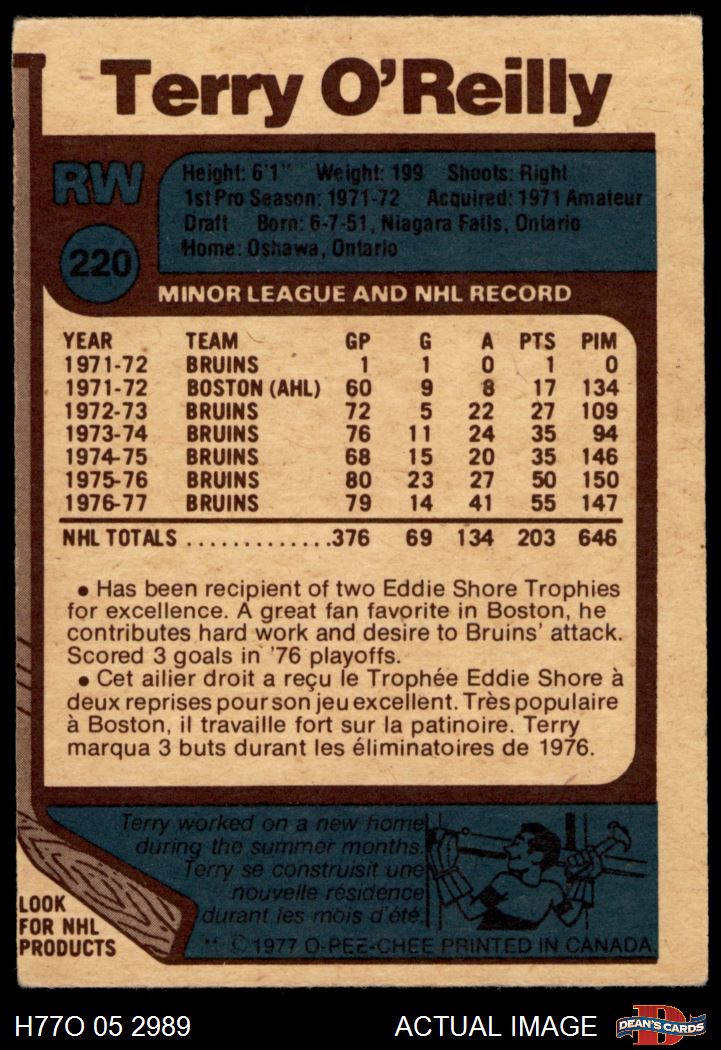 Terry O'Reilly
RW
220
Height: 6'1" Weight: 199 Shoots: Right
1st Pro Season: 1971-72 Acquired: 1971 Amateur
Draft Born: 6-7-51, Niagara Falls, Ontario
Home: Oshawa, Ontario
MINOR LEAGUE AND NHL RECORD
YEAR TEAM GP G A PTS PIM
1971-72 BRUINS 1 1 0 1 0
1971-72 BOSTON (AHL) 60 9 8 17 134
1972-73 BRUINS 72 5 22 27 109
1973-74 BRUINS 76 11 24 35 94
1974-75 BRUINS 68 15 20 35 146
1975-76 BRUINS 80 23 27 50 150
1976-77 BRUINS 79 14 41 55 147
NHL TOTALS .............376 69 134 203 646
• Has been recipient of two Eddie Shore Trophies
for excellence. A great fan favorite in Boston, he
contributes hard work and desire to Bruins' attack.
Scored 3 goals in '76 playoffs.
• Cet ailier droit a reçu le Trophée Eddie Shore à
deux reprises pour son jeu excellent. Très populaire
à Boston, il travaille fort sur la patinoire. Terry
marqua 3 buts durant les éliminatoires de 1976.
Terry worked on a new home
during the summer months.
Terry se construisit une
nouvelle résidence
durant les mois d'été.
LOOK
FOR NHL
PRODUCTS
** © 1977 O-PEE-CHEE PRINTED IN CANADA.
H77O 05 2989 ACTUAL IMAGE
D
DEAN'S CARDS